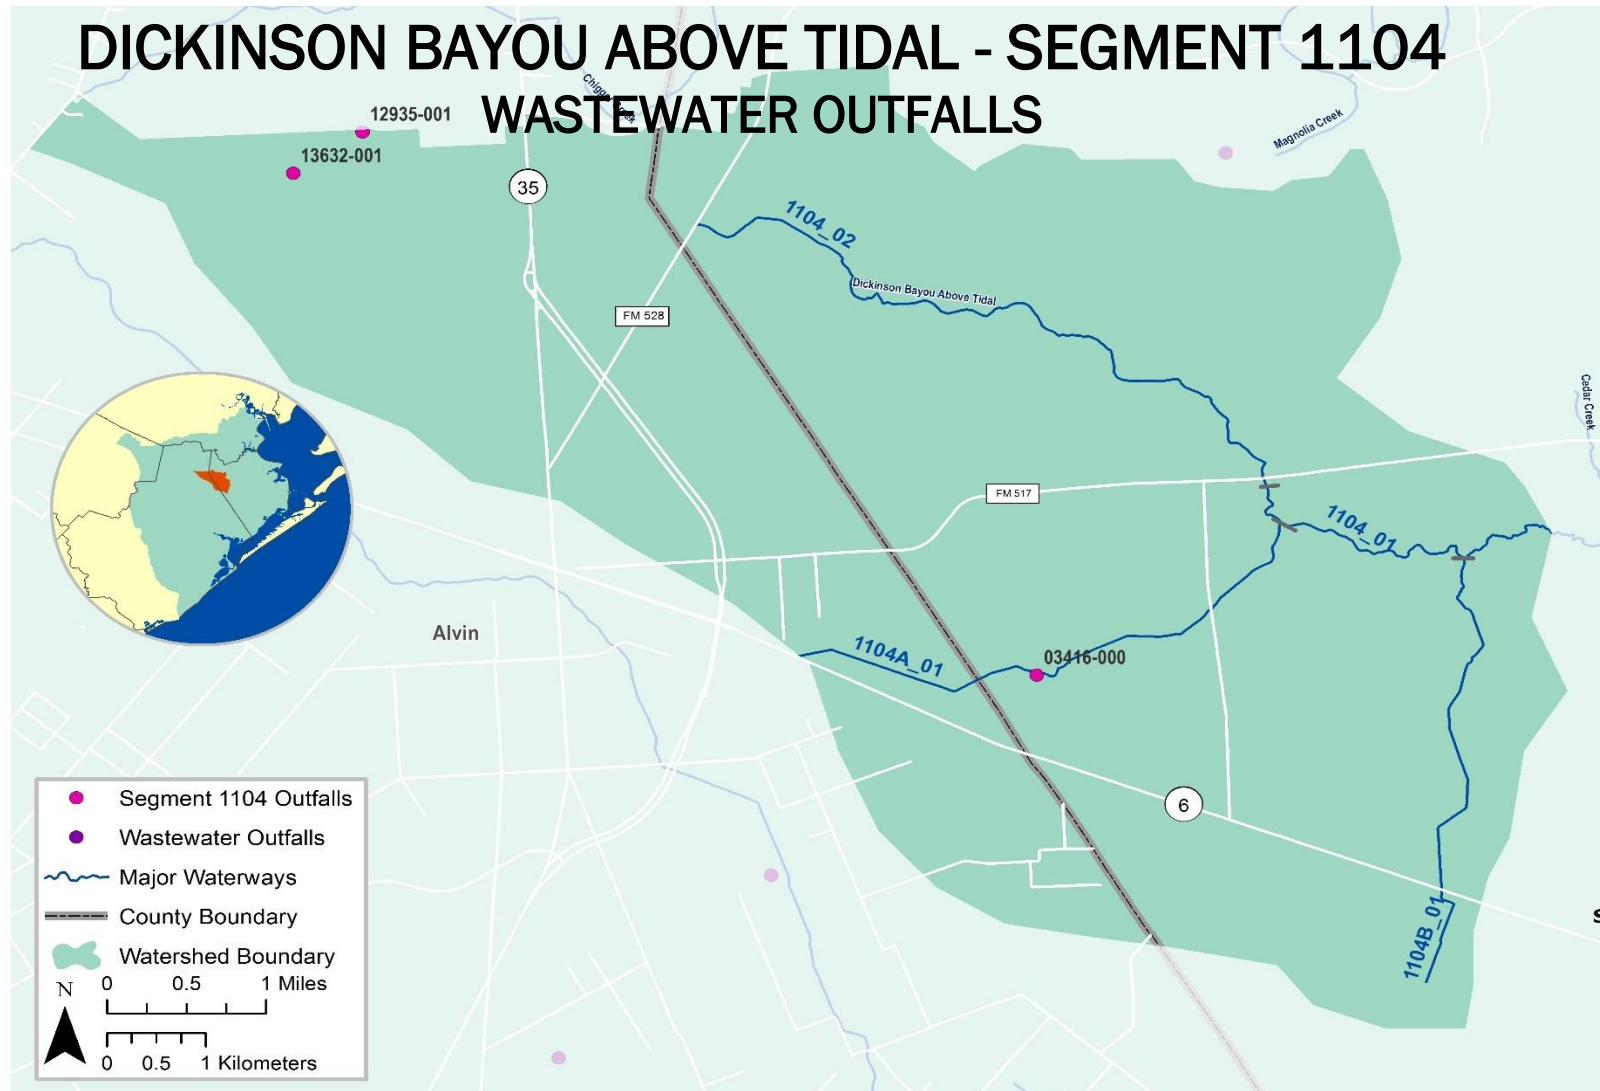 DICKINSON BAYOU ABOVE TIDAL - SEGMENT 1104
WASTEWATER OUTFALLS
Chigger Creek
Magnolia Creek
12935-001
13632-001
35
1104_02
Dickinson Bayou Above Tidal
FM 528
Cedar Creek
FM 517
1104_01
Alvin
1104A_01
03416-000
6
1104B_01
s
Segment 1104 Outfalls
Wastewater Outfalls
Major Waterways
County Boundary
Watershed Boundary
N
0 0.5 1 Miles
0 0.5 1 Kilometers